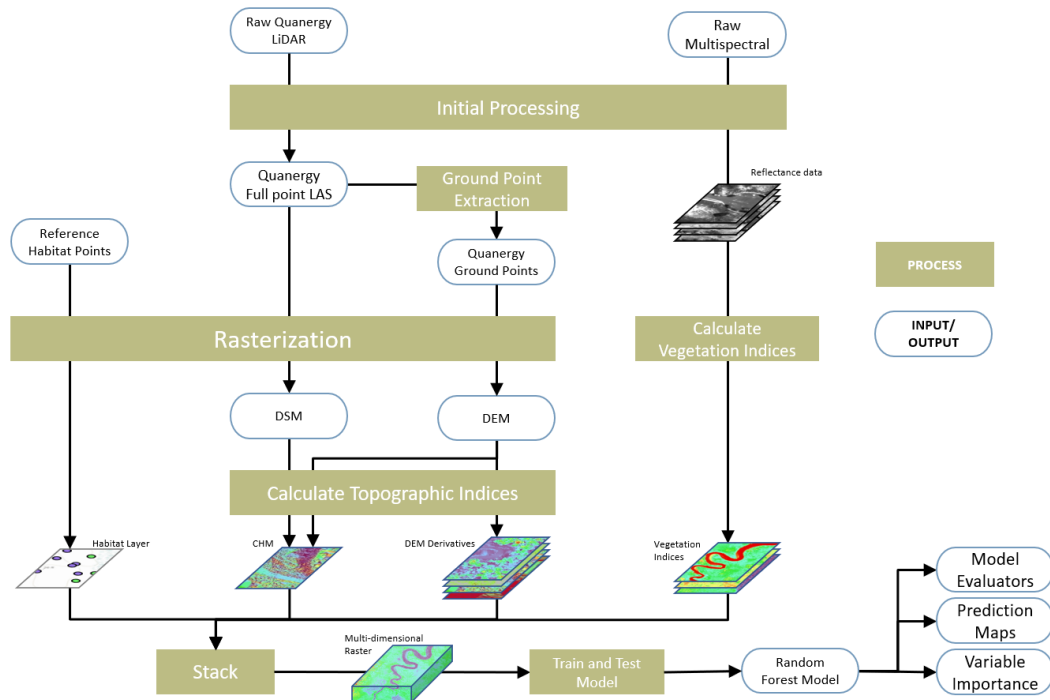 Raw Quanergy
LiDAR
Raw
Multispectral
Initial Processing
Quanergy
Full point LAS
Ground Point
Extraction
Reflectance data
Reference
Habitat Points
Quanergy
Ground Points
PROCESS
Rasterization
Calculate
Vegetation Indices
INPUT/
OUTPUT
DSM
DEM
Calculate Topographic Indices
Habitat Layer
CHM
DEM Derivatives
Vegetation
Indices
Model
Evaluators
Prediction
Maps
Multi-dimensional
Raster
Stack
Train and Test
Model
Random
Forest Model
Variable
Importance